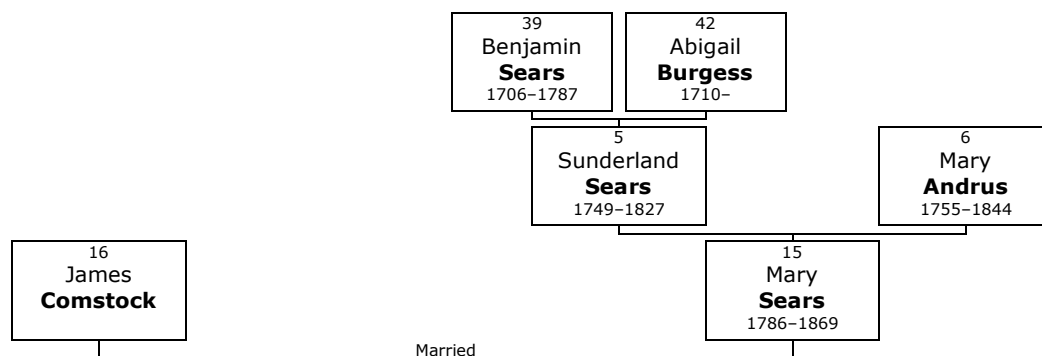 39
Benjamin
Sears
1706–1787
42
Abigail
Burgess
1710–
5
Sunderland
Sears
1749–1827
6
Mary
Andrus
1755–1844
16
James
Comstock
15
Mary
Sears
1786–1869
Married